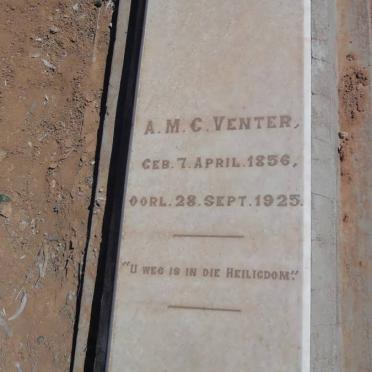 A. M. C. VENTER,
GEB. 7. APRIL. 1856,
OORL. 28. SEPT. 1925.
"U WEG IS IN DIE HEILIGDOM."